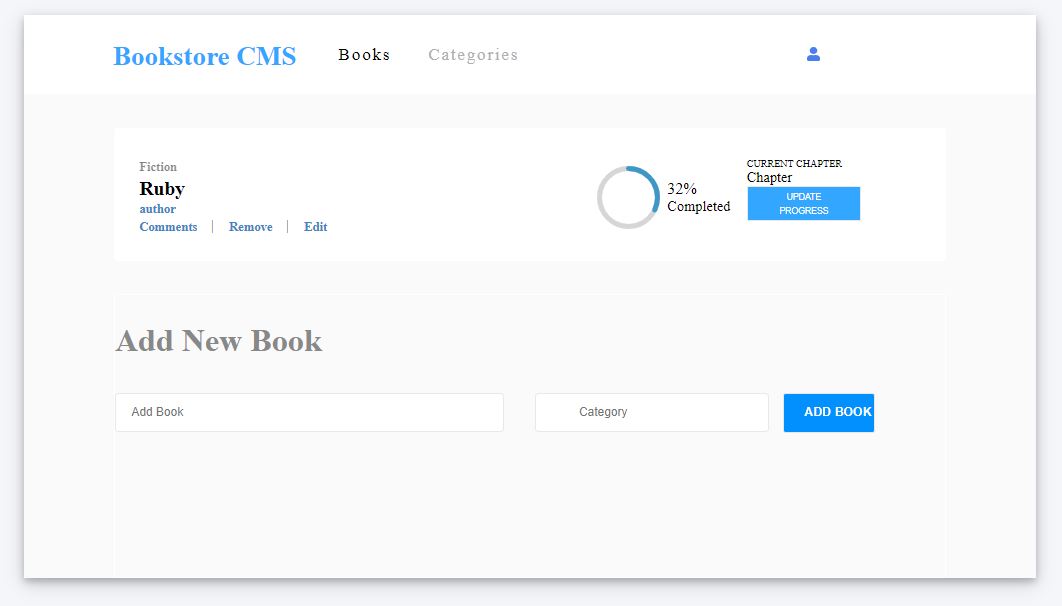 Bookstore CMS Books Categories
Fiction
Ruby
author
Comments Remove Edit
32%
Completed
CURRENT CHAPTER
Chapter
UPDATE
PROGRESS
Add New Book
Add Book Category ADD BOOK